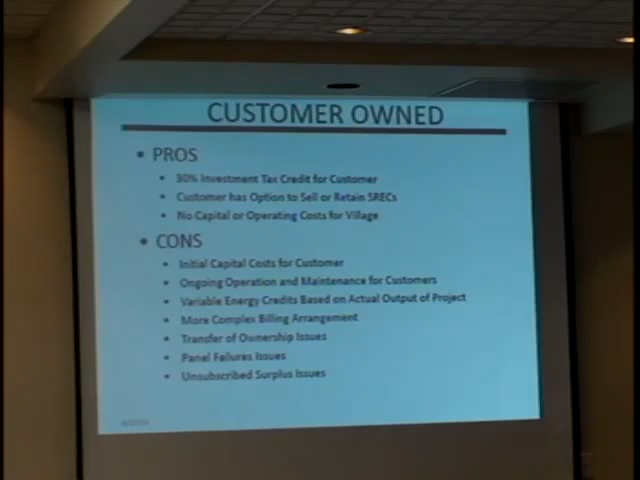 CUSTOMER OWNED
• PROS
• 30% Investment Tax Credit for Customer
• Customer has Option to Sell or Retain SRECs
• No Capital or Operating Costs for Village
• CONS
• Initial Capital Costs for Customer
• Ongoing Operation and Maintenance for Customers
• Variable Energy Credits Based on Actual Output of Project
• More Complex Billing Arrangement
• Transfer of Ownership Issues
• Panel Failures Issues
• Unsubscribed Surplus Issues